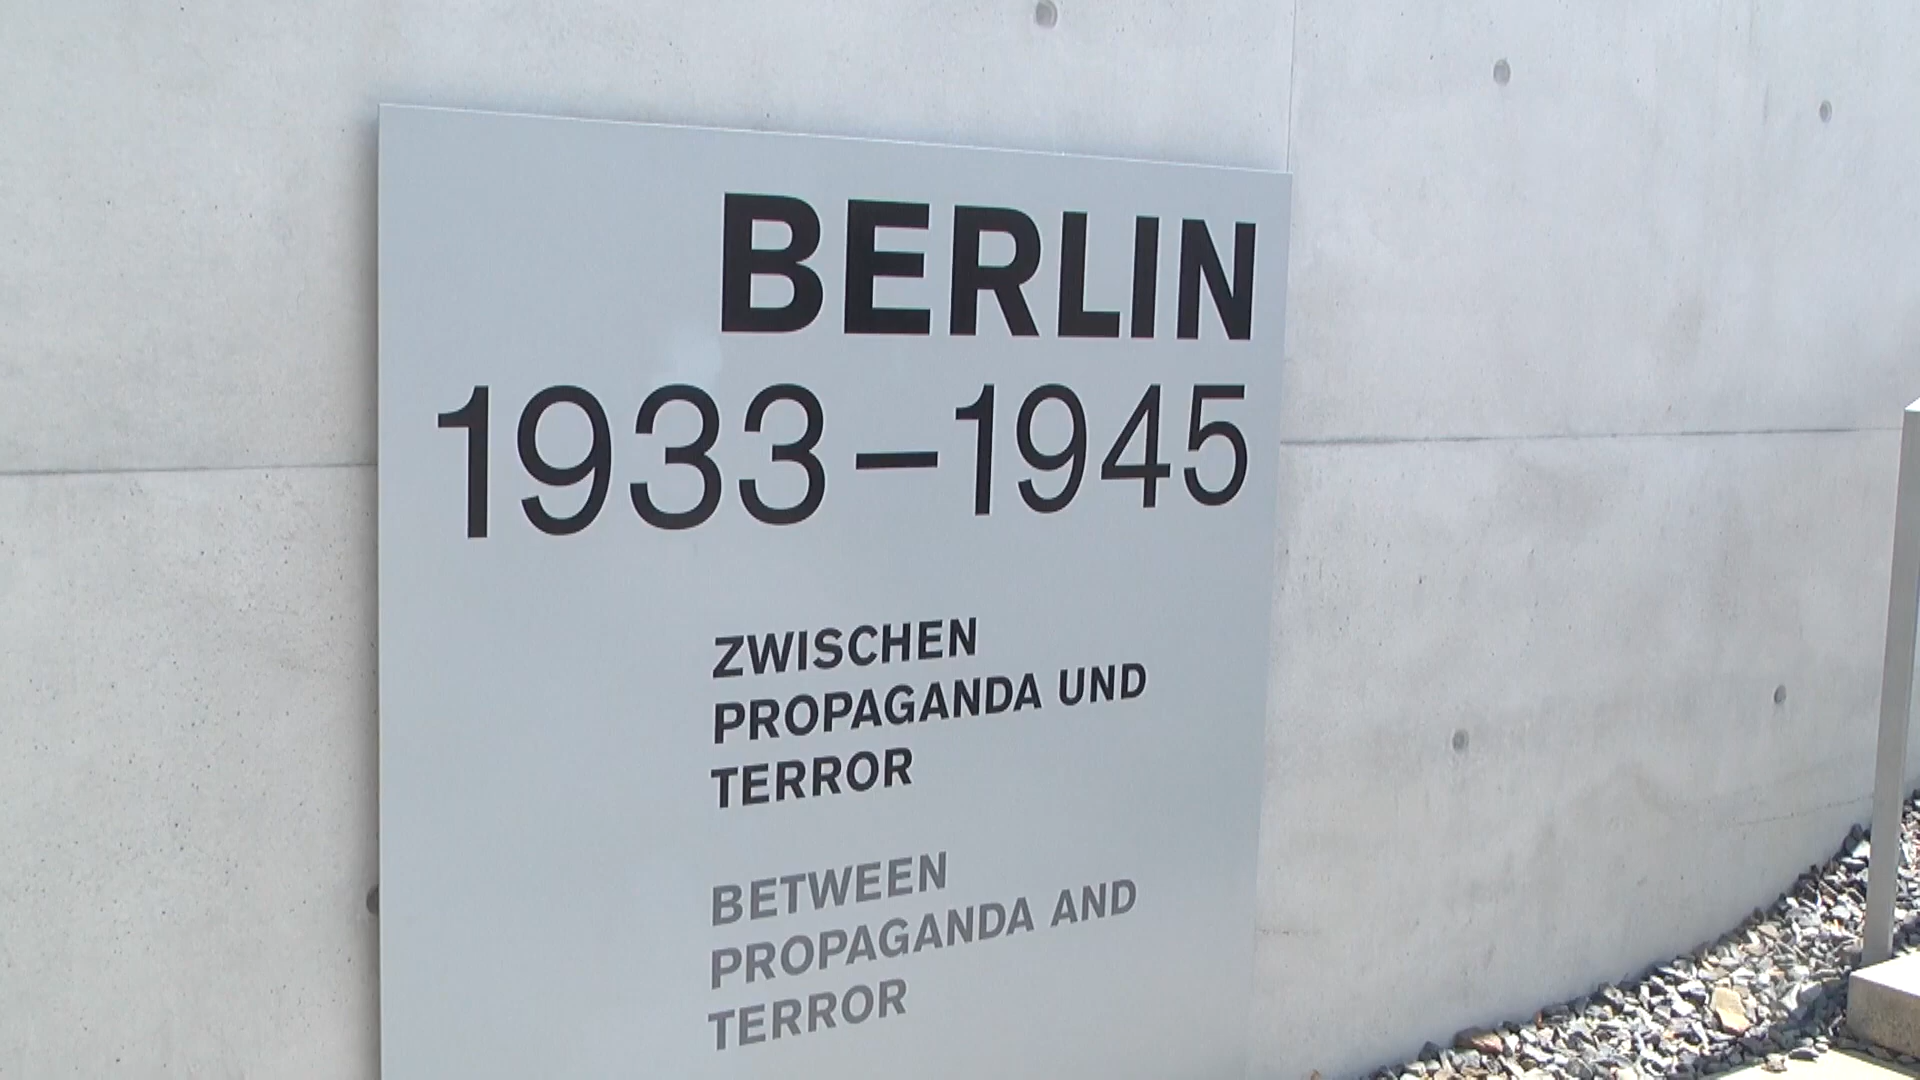 BERLIN
1933–1945
ZWISCHEN
PROPAGANDA UND
TERROR
BETWEEN
PROPAGANDA AND
TERROR